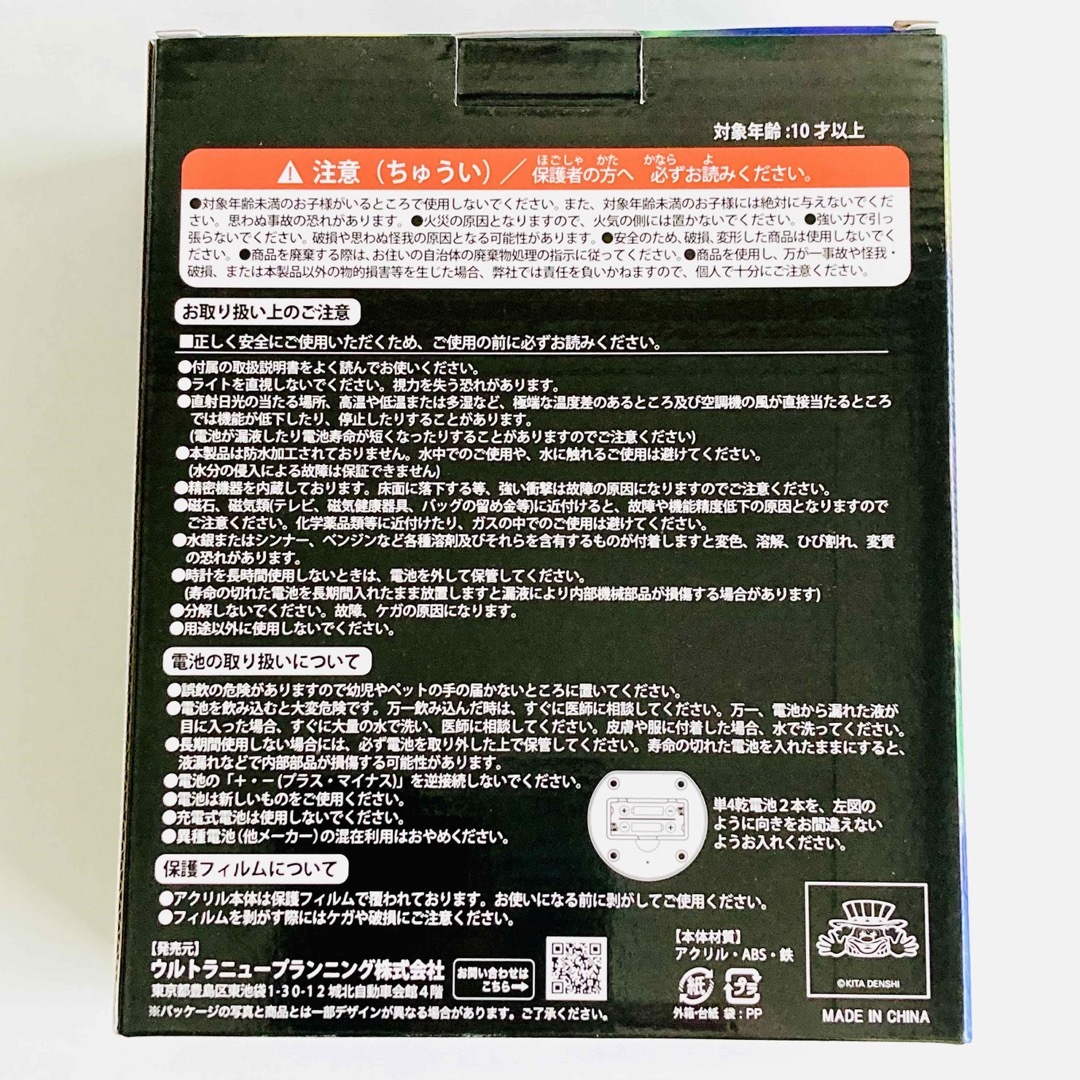 対象年齢:10才以上
⚠ 注意（ちゅうい）／保護者の方へ 必ずお読みください。
ほごしゃ かた かなら よ
●対象年齢未満のお子様がいるところで使用しないでください。また、対象年齢未満のお子様には絶対に与えないでく
ださい。思わぬ事故の恐れがあります。●火災の原因となりますので、火気の側には置かないでください。●強い力で引っ
張らないでください。破損や思わぬ怪我の原因となる可能性があります。●安全のため、破損、変形した商品は使用しないでく
ださい。●商品を廃棄する際は、お住いの自治体の廃棄物処理の指示に従ってください。●商品を使用し、万が一事故や怪我・
破損、または本製品以外の物的損害等を生じた場合、弊社では責任を負いかねますので、個人で十分にご注意ください。
お取り扱い上のご注意
■正しく安全にご使用いただくため、ご使用の前に必ずお読みください。
●付属の取扱説明書をよく読んでお使いください。
●ライトを直視しないでください。視力を失う恐れがあります。
●直射日光の当たる場所、高温や低温または多湿など、極端な温度差のあるところ及び空調機の風が直接当たるところ
では機能が低下したり、停止したりすることがあります。
(電池が漏液したり電池寿命が短くなったりすることがありますのでご注意ください)
●本製品は防水加工されておりません。水中でのご使用や、水に触れるご使用は避けてください。
(水分の侵入による故障は保証できません)
●精密機器を内蔵しております。床面に落下する等、強い衝撃は故障の原因になりますのでご注意ください。
●磁石、磁気類(テレビ、磁気健康器具、バッグの留め金等)に近付けると、故障や機能精度低下の原因となりますので
ご注意ください。化学薬品類等に近付けたり、ガスの中でのご使用は避けてください。
●水銀またはシンナー、ベンジンなど各種溶剤及びそれらを含有するものが付着しますと変色、溶解、ひび割れ、変質
の恐れがあります。
●時計を長時間使用しないときは、電池を外して保管してください。
(寿命の切れた電池を長期間入れたまま放置しますと漏液により内部機械部品が損傷する場合があります)
●分解しないでください。故障、ケガの原因になります。
●用途以外に使用しないでください。
電池の取り扱いについて
●誤飲の危険がありますので幼児やペットの手の届かないところに置いてください。
●電池を飲み込むと大変危険です。万一飲み込んだ時は、すぐに医師に相談してください。万一、電池から漏れた液が
目に入った場合、すぐに大量の水で洗い、医師に相談してください。皮膚や服に付着した場合、水で洗ってください。
●長期間使用しない場合には、必ず電池を取り外した上で保管してください。寿命の切れた電池を入れたままにすると、
液漏れなどで内部部品が損傷する可能性があります。
●電池の「＋・－(プラス・マイナス)」を逆接続しないでください。
●電池は新しいものをご使用ください。
●充電式電池は使用しないでください。
●異種電池（他メーカー）の混在利用はおやめください。
単4乾電池2本を、左図の
ように向きをお間違えない
ようお入れください。
保護フィルムについて
●アクリル本体は保護フィルムで覆われております。お使いになる前に剥がしてご使用ください。
●フィルムを剥がす際にはケガや破損にご注意ください。
【発売元】
ウルトラニュープランニング株式会社
東京都豊島区東池袋1-30-12 城北自動車会館4階
※パッケージの写真と商品とは一部デザインが異なる場合があります。ご了承ください。
お問い合わせは
こちら→
【本体材質】
アクリル・ABS・鉄
紙 プラ
外箱・台紙 袋：PP
©KITA DENSHI
MADE IN CHINA